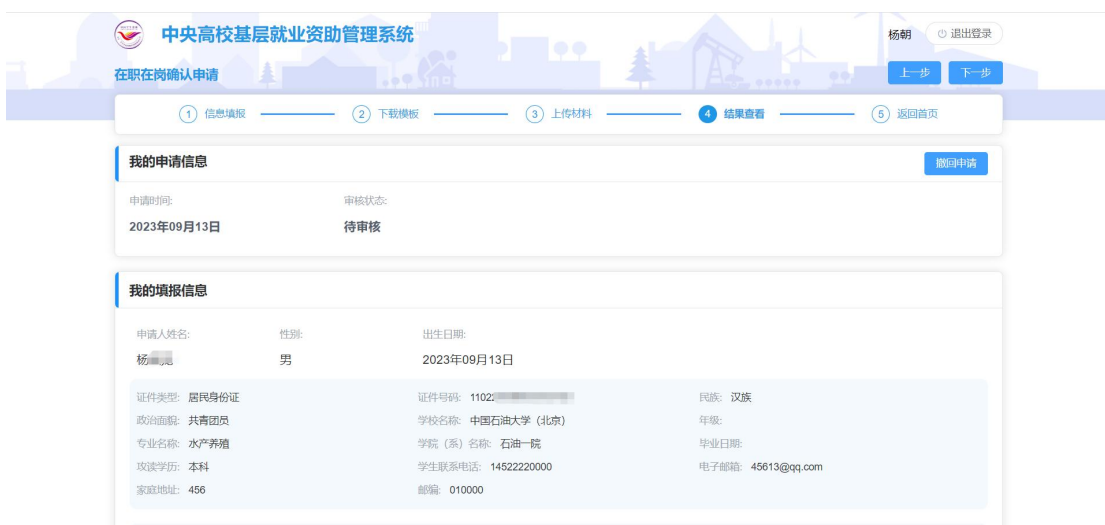 中央高校基层就业资助管理系统
杨朝 退出登录
在职在岗确认申请
上一步 下一步
1 信息填报 2 下载模板 3 上传材料 4 结果查看 5 返回首页
我的申请信息 撤回申请
申请时间: 审核状态:
2023年09月13日 待审核
我的填报信息
申请人姓名: 性别: 出生日期:
杨 男 2023年09月13日
证件类型: 居民身份证 证件号码: 1102 民族: 汉族
政治面貌: 共青团员 学校名称: 中国石油大学（北京） 年级:
专业名称: 水产养殖 学院（系）名称: 石油一院 毕业日期:
攻读学历: 本科 学生联系电话: 14522220000 电子邮箱: 45613@qq.com
家庭地址: 456 邮编: 010000